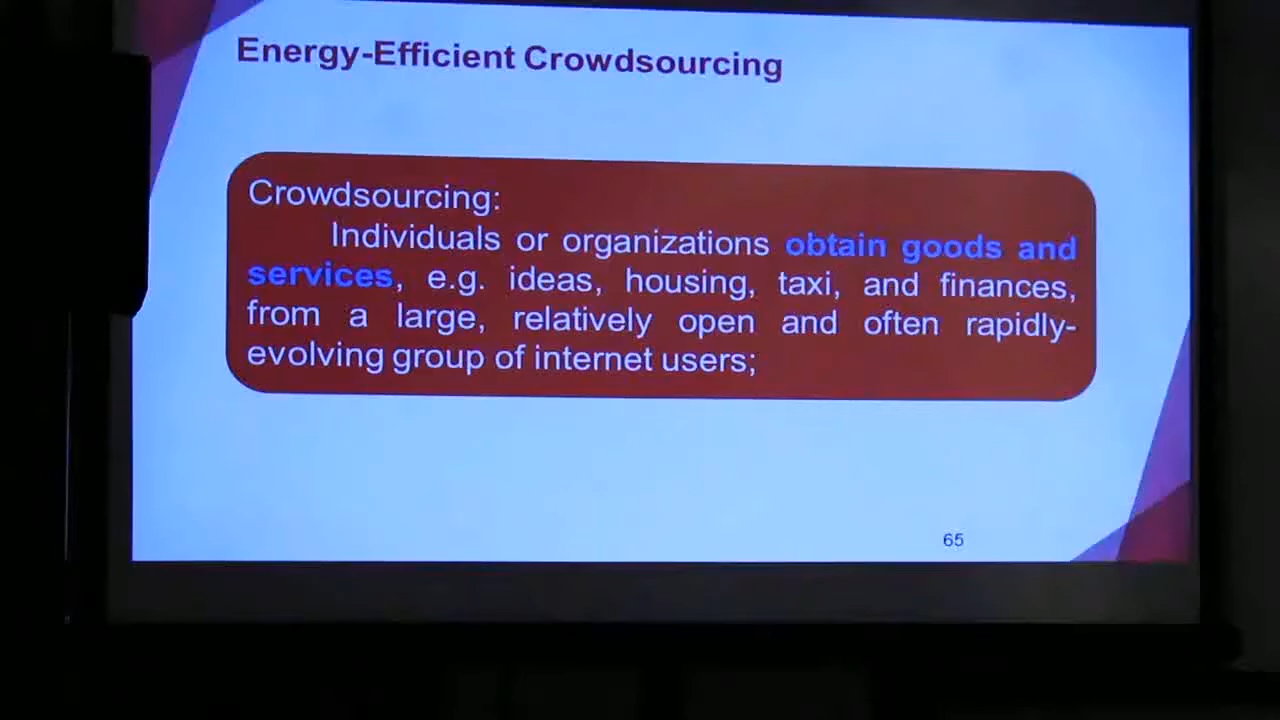 Energy-Efficient Crowdsourcing
Crowdsourcing:
Individuals or organizations obtain goods and
services, e.g. ideas, housing, taxi, and finances,
from a large, relatively open and often rapidly-
evolving group of internet users;
65